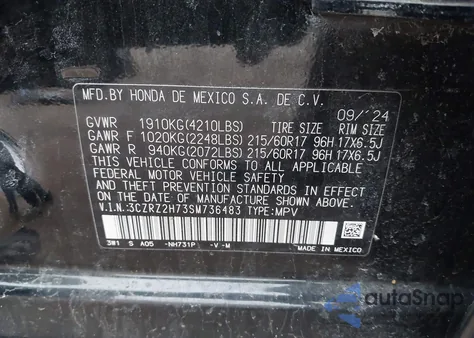 MFD.BY HONDA DE MEXICO S.A. DE C.V.
09/'24
GVWR 1910KG(4210LBS) TIRE SIZE RIM SIZE
GAWR F 1020KG(2248LBS) 215/60R17 96H 17X6.5J
GAWR R 940KG(2072LBS) 215/60R17 96H 17X6.5J
THIS VEHICLE CONFORMS TO ALL APPLICABLE
FEDERAL MOTOR VEHICLE SAFETY STANDARDS IN EFFECT
ON THE DATE OF MANUFACTURE SHOWN ABOVE.
V.I.N.:3CZRZ2H73SM736483 TYPE:MPV
3W1 S A05 -NH731P -V-M
MADE IN MEXICO
autoSnap